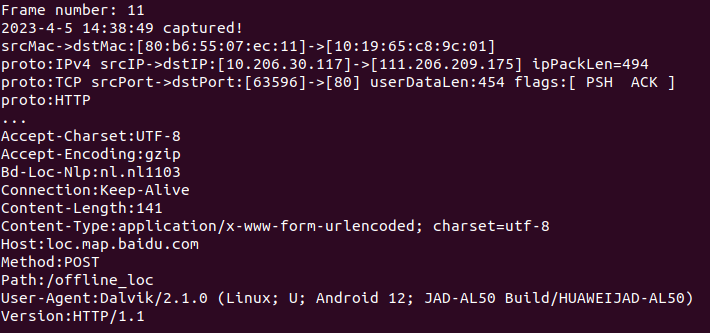 Frame number: 11
2023-4-5 14:38:49 captured!
srcMac->dstMac:[80:b6:55:07:ec:11]->[10:19:65:c8:9c:01]
proto:IPv4 srcIP->dstIP:[10.206.30.117]->[111.206.209.175] ipPackLen=494
proto:TCP srcPort->dstPort:[63596]->[80] userDataLen:454 flags:[ PSH  ACK ]
proto:HTTP
...
Accept-Charset:UTF-8
Accept-Encoding:gzip
Bd-Loc-Nlp:nl.nl1103
Connection:Keep-Alive
Content-Length:141
Content-Type:application/x-www-form-urlencoded; charset=utf-8
Host:loc.map.baidu.com
Method:POST
Path:/offline_loc
User-Agent:Dalvik/2.1.0 (Linux; U; Android 12; JAD-AL50 Build/HUAWEIJAD-AL50)
Version:HTTP/1.1